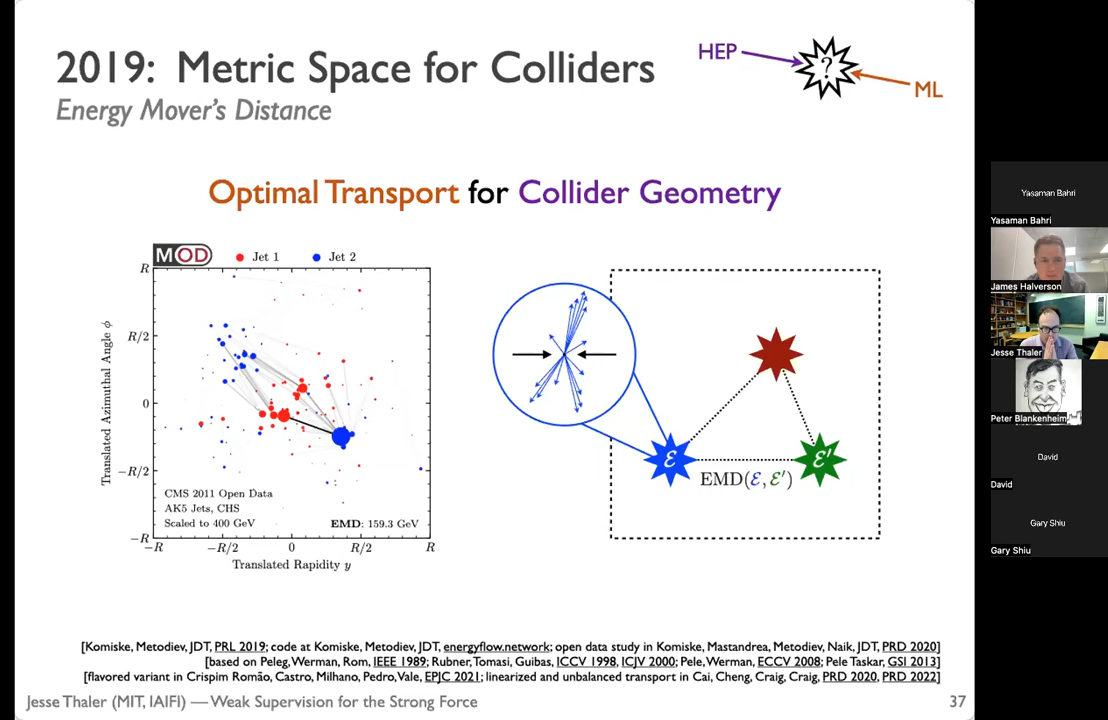 2019: Metric Space for Colliders
Energy Mover's Distance
HEP
?
ML
Optimal Transport for Collider Geometry
MOD
Jet 1
Jet 2
R
R/2
0
−R/2
−R
Translated Azimuthal Angle ϕ
CMS 2011 Open Data
AK5 Jets, CHS
Scaled to 400 GeV
EMD: 159.3 GeV
−R
−R/2
0
R/2
R
Translated Rapidity y
ℰ
ℰ′
EMD(ℰ, ℰ′)
[Komiske, Metodiev, JDT, PRL 2019; code at Komiske, Metodiev, JDT, energyflow.network; open data study in Komiske, Mastandrea, Metodiev, Naik, JDT, PRD 2020]
[based on Peleg, Werman, Rom, IEEE 1989; Rubner, Tomasi, Guibas, ICCV 1998, ICJV 2000; Pele, Werman, ECCV 2008; Pele Taskar, GSI 2013]
[flavored variant in Crispim Romão, Castro, Milhano, Pedro, Vale, EPJC 2021; linearized and unbalanced transport in Cai, Cheng, Craig, Craig, PRD 2020, PRD 2022]
Jesse Thaler (MIT, IAIFI) — Weak Supervision for the Strong Force
37
Yasaman Bahri
Yasaman Bahri
James Halverson
Jesse Thaler
Peter Blankenheim
David
David
Gary Shiu
Gary Shiu